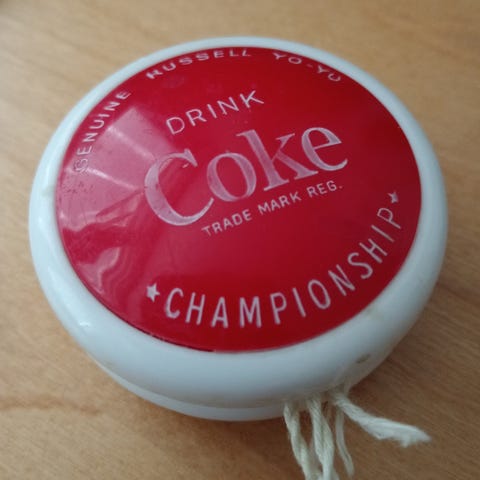 GENUINE RUSSELL YO-YO
DRINK
Coke
TRADE MARK REG.
CHAMPIONSHIP